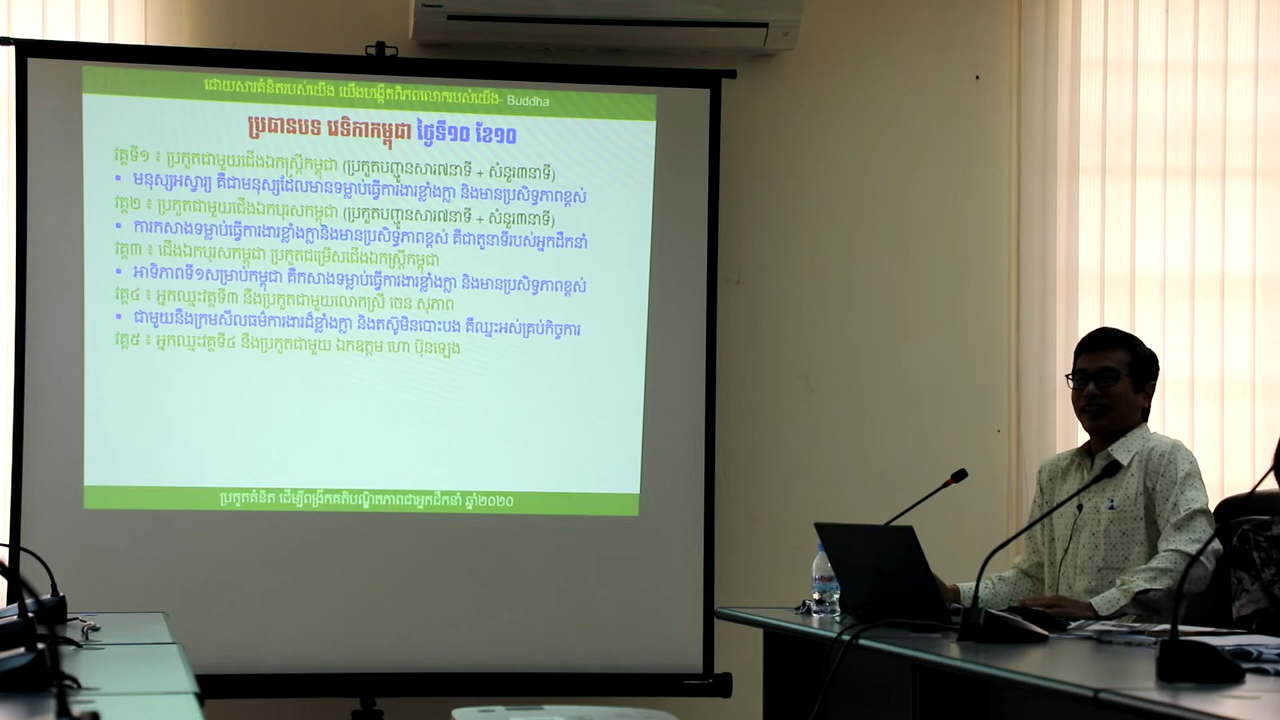 Panasonic
ដោយសារគំនិតរបស់យើង យើងបង្កើតពិភពលោករបស់យើង- Buddha
ប្រធានបទ វេទិកាកម្ពុជា ថ្ងៃទី១០ ខែ១០
វគ្គទី១ ៖ ប្រកួតជាមួយជើងឯកស្ត្រីកម្ពុជា (ប្រកួតបញ្ជូនសារ៧នាទី + សំនួរ៣នាទី)
▪ មនុស្សអស្ចារ្យ គឺជាមនុស្សដែលមានទម្លាប់ធ្វើការងារខ្លាំងក្លា និងមានប្រសិទ្ធភាពខ្ពស់
វគ្គ២ ៖ ប្រកួតជាមួយជើងឯកបុរសកម្ពុជា (ប្រកួតបញ្ជូនសារ៧នាទី + សំនួរ៣នាទី)
▪ ការកសាងទម្លាប់ធ្វើការងារខ្លាំងក្លានិងមានប្រសិទ្ធភាពខ្ពស់ គឺជាតួនាទីរបស់អ្នកដឹកនាំ
វគ្គ៣ ៖ ជើងឯកបុរសកម្ពុជា ប្រកួតជម្រើសជើងឯកស្ត្រីកម្ពុជា
▪ អាទិភាពទី១សម្រាប់កម្ពុជា គឺកសាងទម្លាប់ធ្វើការងារខ្លាំងក្លា និងមានប្រសិទ្ធភាពខ្ពស់
វគ្គ៤ ៖ អ្នកឈ្នះវគ្គទី៣ នឹងប្រកួតជាមួយលោកស្រី ចេន សុភាព
▪ ជាមួយនឹងក្រមសីលធម៌ការងារដ៏ខ្លាំងក្លា និងតស៊ូមិនបោះបង គឺឈ្នះអស់គ្រប់កិច្ចការ
វគ្គ៥ ៖ អ្នកឈ្នះវគ្គទី៤ នឹងប្រកួតជាមួយ ឯកឧត្តម ហោ ប៊ុនឡេង
ប្រកួតគំនិត ដើម្បីពង្រីកគតិបណ្ឌិតភាពជាអ្នកដឹកនាំ ឆ្នាំ២០២០